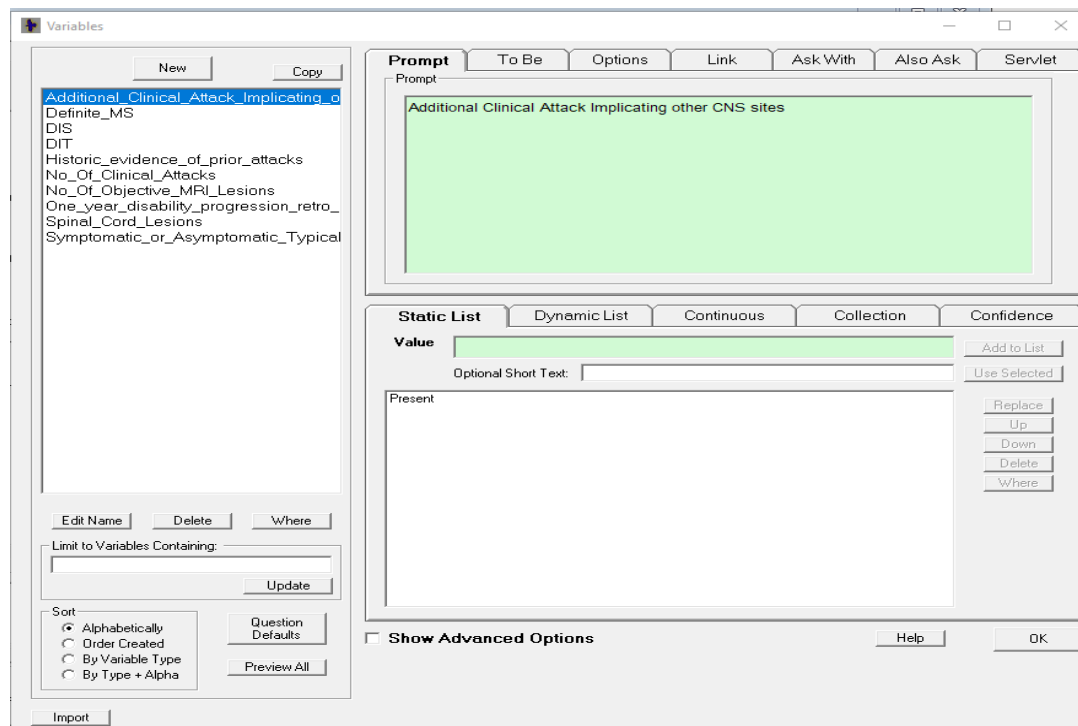 Variables
New
Copy
Additional_Clinical_Attack_Implicating_o
Definite_MS
DIS
DIT
Historic_evidence_of_prior_attacks
No_Of_Clinical_Attacks
No_Of_Objective_MRI_Lesions
One_year_disability_progression_retro_
Spinal_Cord_Lesions
Symptomatic_or_Asymptomatic_Typical
Edit Name Delete Where
Limit to Variables Containing:
Update
Sort
Alphabetically
Order Created
By Variable Type
By Type + Alpha
Question
Defaults
Preview All
Import
Prompt To Be Options Link Ask With Also Ask Servlet
Prompt
Additional Clinical Attack Implicating other CNS sites
Static List Dynamic List Continuous Collection Confidence
Value
Add to List
Optional Short Text:
Use Selected
Present
Replace
Up
Down
Delete
Where
Show Advanced Options
Help
OK